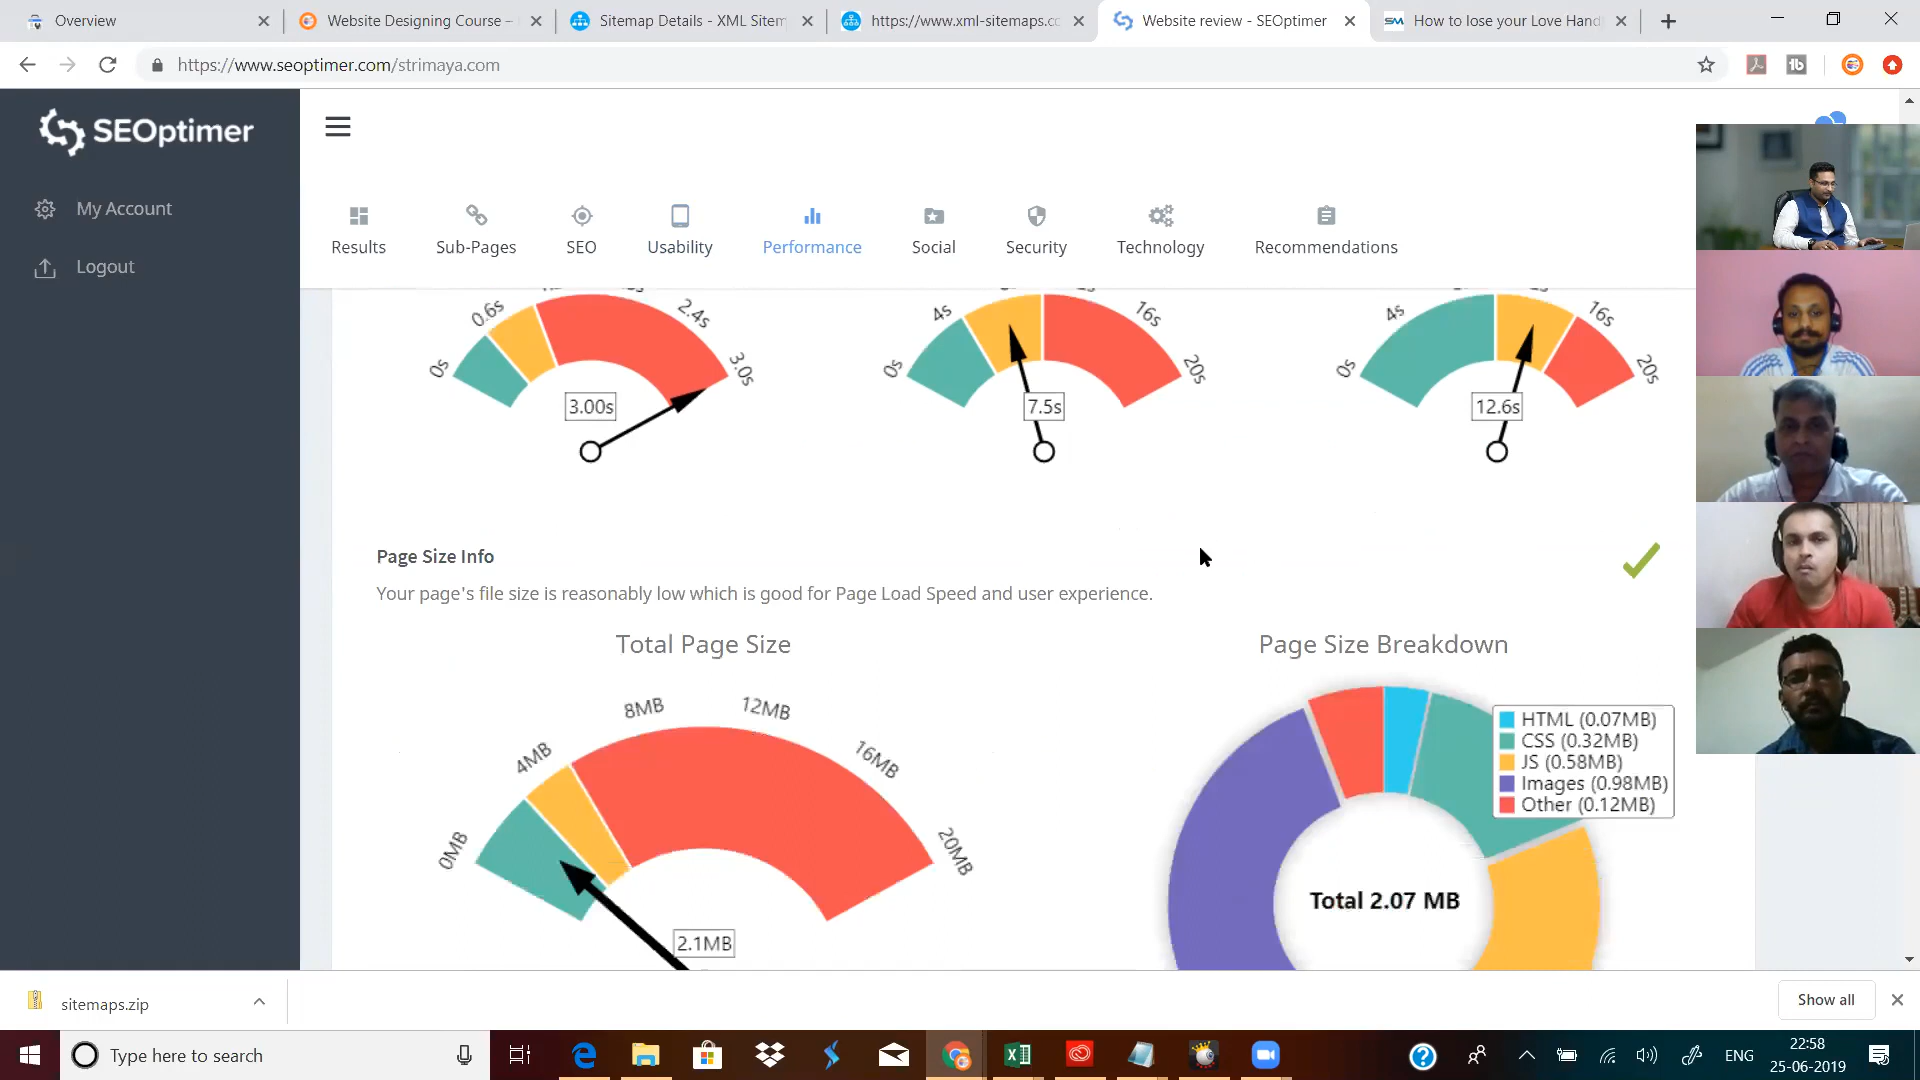 Overview
Website Designing Course –
Sitemap Details - XML Sitem
https://www.xml-sitemaps.co
Website review - SEOptimer
How to lose your Love Hand
https://www.seoptimer.com/strimaya.com
SEOptimer
My Account
Logout
Results
Sub-Pages
SEO
Usability
Performance
Social
Security
Technology
Recommendations
0s
0.6s
2.4s
3.0s
3.00s
0s
4s
16s
20s
7.5s
0s
4s
16s
20s
12.6s
Page Size Info
Your page's file size is reasonably low which is good for Page Load Speed and user experience.
Total Page Size
0MB
4MB
8MB
12MB
16MB
20MB
2.1MB
Page Size Breakdown
HTML (0.07MB)
CSS (0.32MB)
JS (0.58MB)
Images (0.98MB)
Other (0.12MB)
Total 2.07 MB
sitemaps.zip
Show all
Type here to search
ENG
22:58
25-06-2019